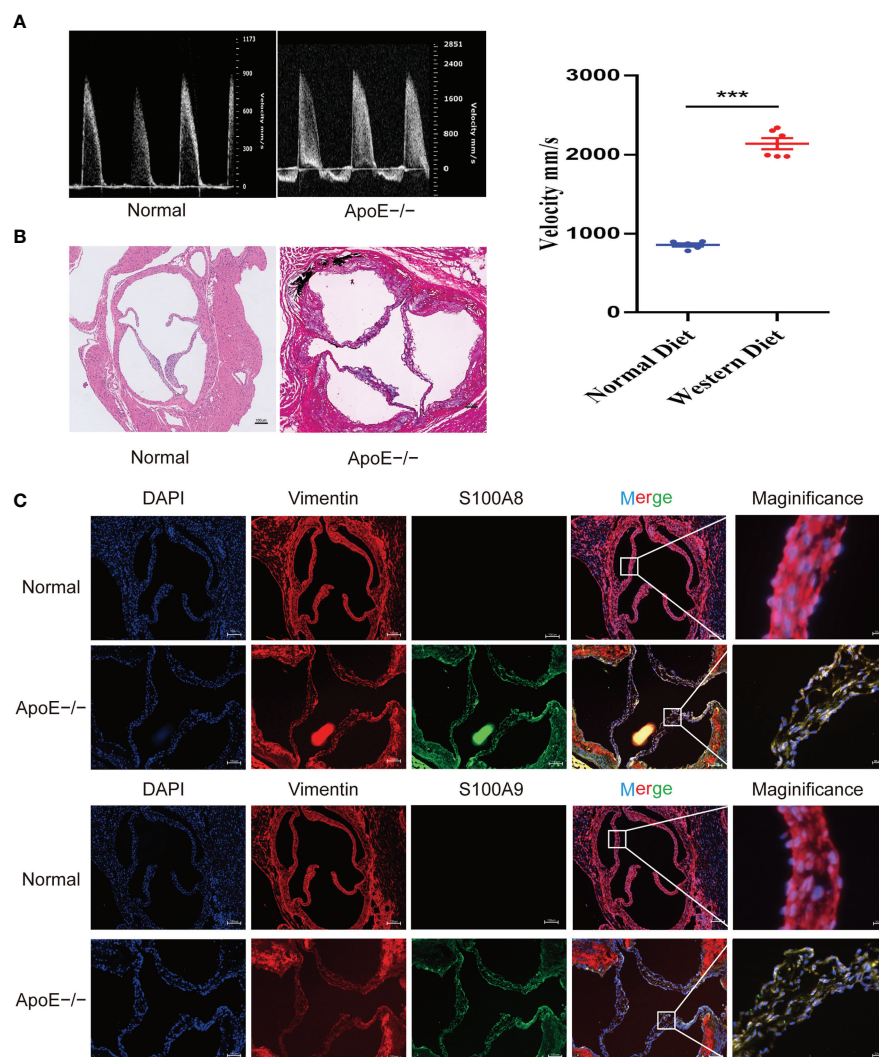 A
1173
900
600
300
0
Velocity mm/s
2851
2400
1600
800
Velocity mm/s
Normal
ApoE−/−
3000
2000
1000
0
Velocity mm/s
***
Normal Diet
Western Diet
B
100μm
Normal
ApoE−/−
C
DAPI
Vimentin
S100A8
Merge
Maginificance
Normal
ApoE−/−
DAPI
Vimentin
S100A9
Merge
Maginificance
Normal
ApoE−/−